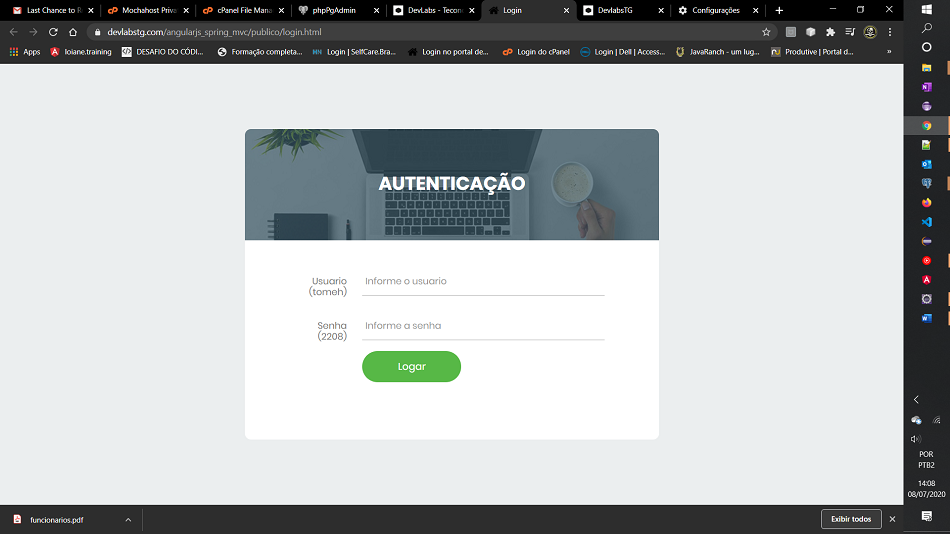 Last Chance to R
Mochahost Priva
cPanel File Mana
phpPgAdmin
DevLabs - Tecon
Login
DevlabsTG
Configurações
devlabstg.com/angularjs_spring_mvc/publico/login.html
Apps
loiane.training
DESAFIO DO CÓDI...
Formação completa...
Login | SelfCare.Bra...
Login no portal de...
Login do cPanel
Login | Dell | Access...
JavaRanch - um lug...
Produtive | Portal d...
»
AUTENTICAÇÃO
Usuario
(tomeh)
Informe o usuario
Senha
(2208)
Informe a senha
Logar
POR
PTB2
14:08
08/07/2020
funcionarios.pdf
Exibir todos